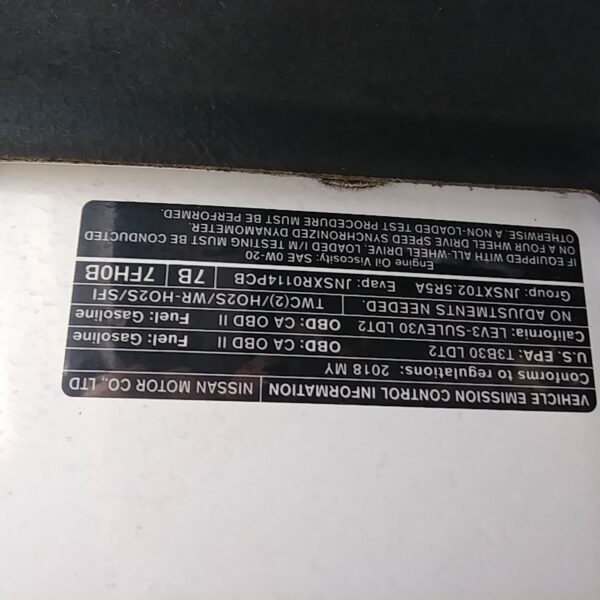 VEHICLE EMISSION CONTROL INFORMATION NISSAN MOTOR CO., LTD
Conforms to regulations: 2018 MY
U.S. EPA: T3B30 LDT2 OBD: CA OBD II Fuel: Gasoline
California: LEV3-SULEV30 LDT2 OBD: CA OBD II Fuel: Gasoline
NO ADJUSTMENTS NEEDED. TWC(2)/HO2S/WR-HO2S/SFI
Group: JNSXT02.5R5A Evap: JNSXR0114PCB 7B 7FH0B
Engine Oil Viscosity: SAE 0W-20
IF EQUIPPED WITH ALL-WHEEL DRIVE, LOADED I/M TESTING MUST BE CONDUCTED
ON A FOUR WHEEL DRIVE SPEED SYNCHRONIZED DYNAMOMETER.
OTHERWISE, A NON-LOADED TEST PROCEDURE MUST BE PERFORMED.